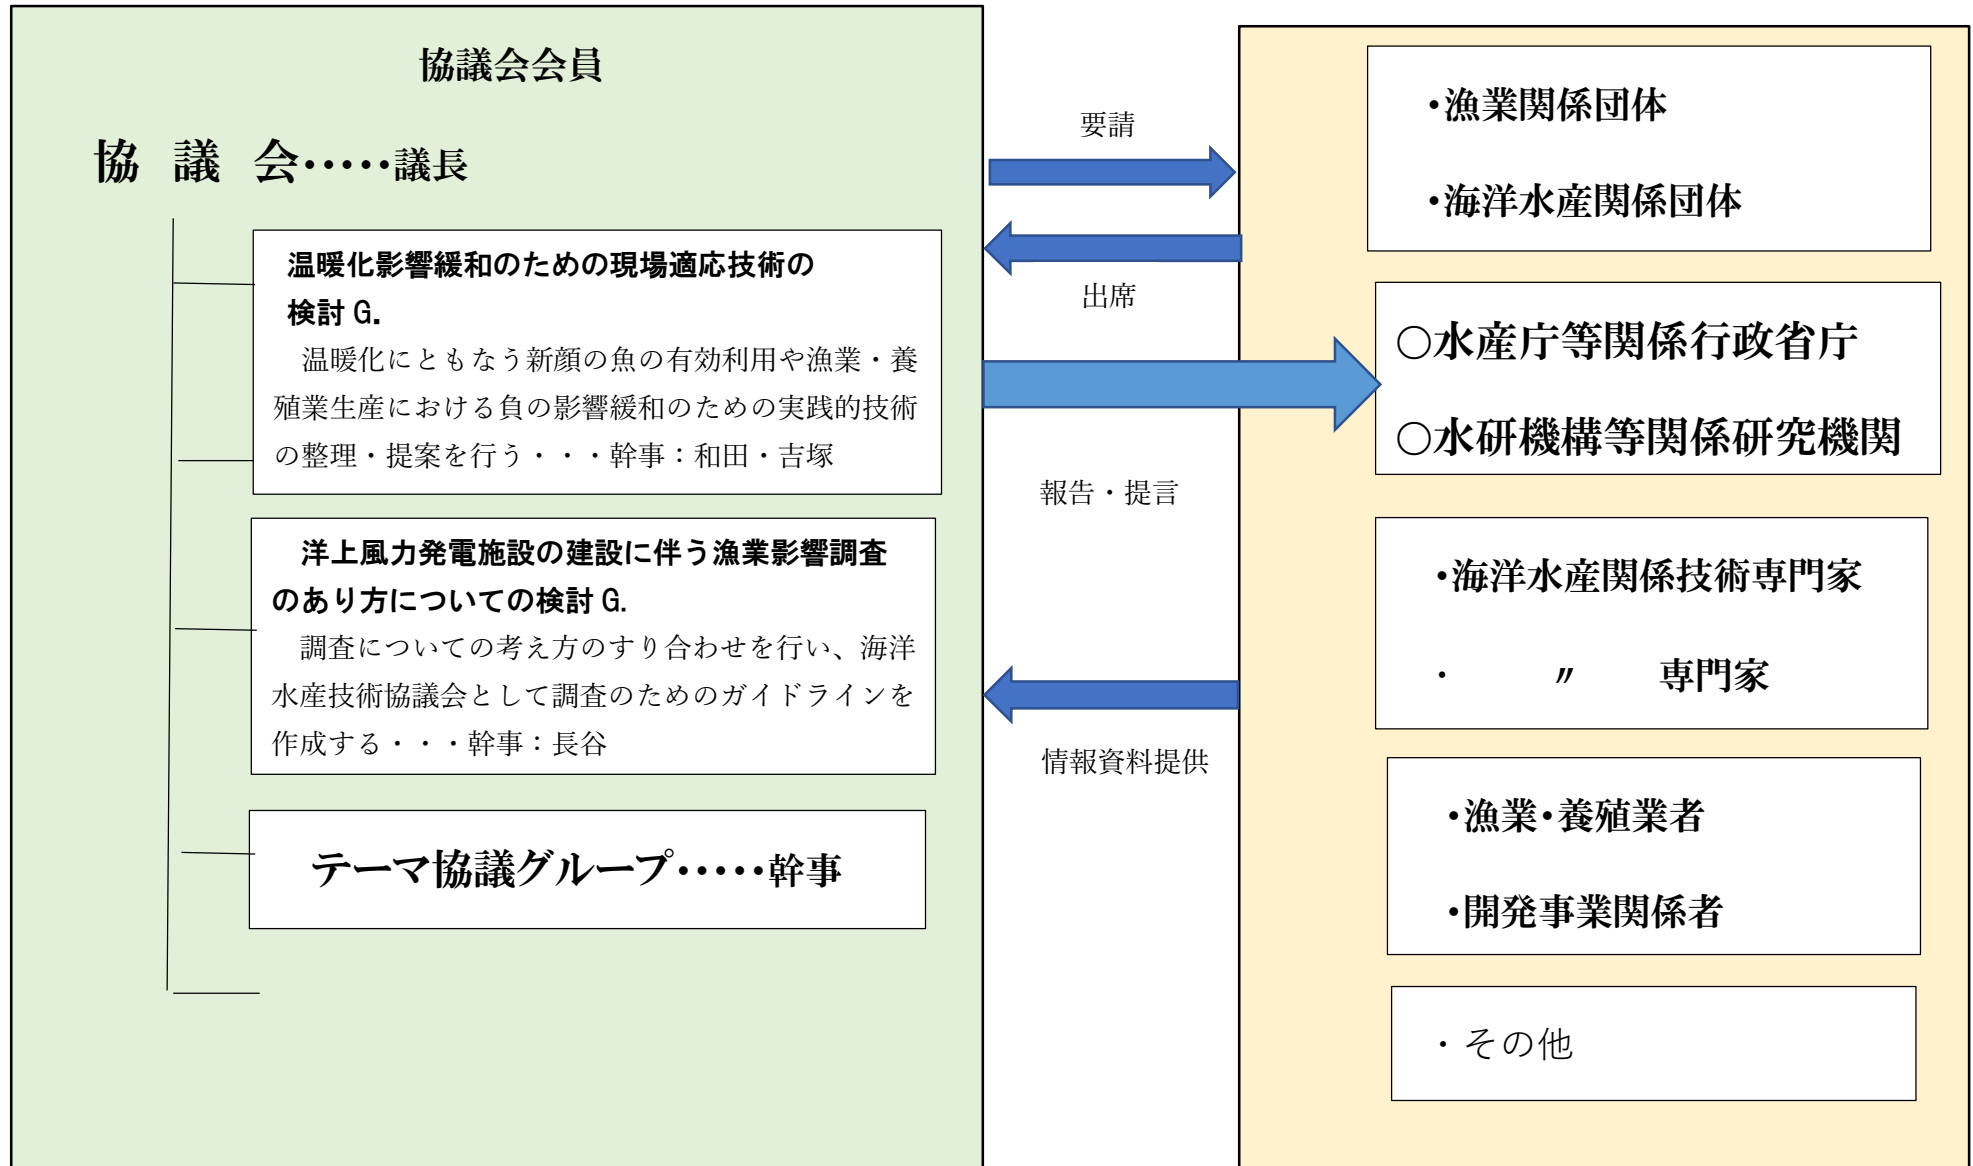 協議会会員
協 議 会・・・・・議長
温暖化影響緩和のための現場適応技術の
検討 G.
温暖化にともなう新顔の魚の有効利用や漁業・養
殖業生産における負の影響緩和のための実践的技術
の整理・提案を行う・・・幹事：和田・吉塚
洋上風力発電施設の建設に伴う漁業影響調査
のあり方についての検討 G.
調査についての考え方のすり合わせを行い、海洋
水産技術協議会として調査のためのガイドラインを
作成する・・・幹事：長谷
テーマ協議グループ・・・・・幹事
要請
出席
報告・提言
情報資料提供
・漁業関係団体
・海洋水産関係団体
○水産庁等関係行政省庁
○水研機構等関係研究機関
・海洋水産関係技術専門家
・ 〃 専門家
・漁業・養殖業者
・開発事業関係者
・その他